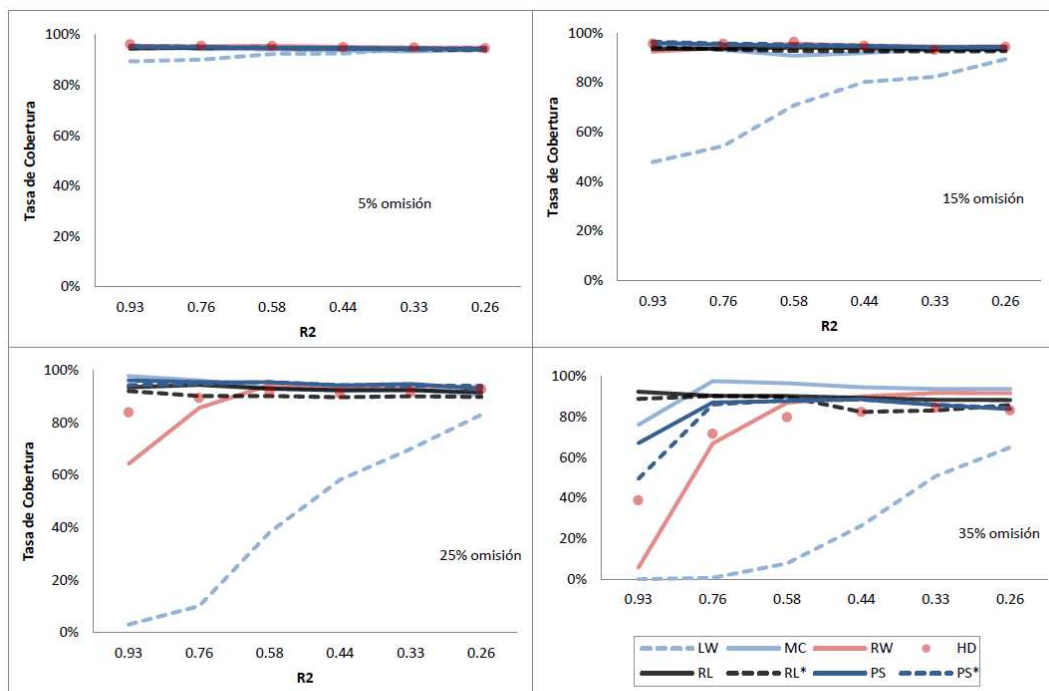 100%
80%
60%
40%
20%
0%
Tasa de Cobertura
5% omisión
0.93 0.76 0.58 0.44 0.33 0.26
R2
100%
80%
60%
40%
20%
0%
Tasa de Cobertura
15% omisión
0.93 0.76 0.58 0.44 0.33 0.26
R2
100%
80%
60%
40%
20%
0%
Tasa de Cobertura
25% omisión
0.93 0.76 0.58 0.44 0.33 0.26
R2
100%
80%
60%
40%
20%
0%
35% omisión
0.93 0.76 0.58 0.44 0.33 0.26
LW MC RW HD
RL RL* PS PS*